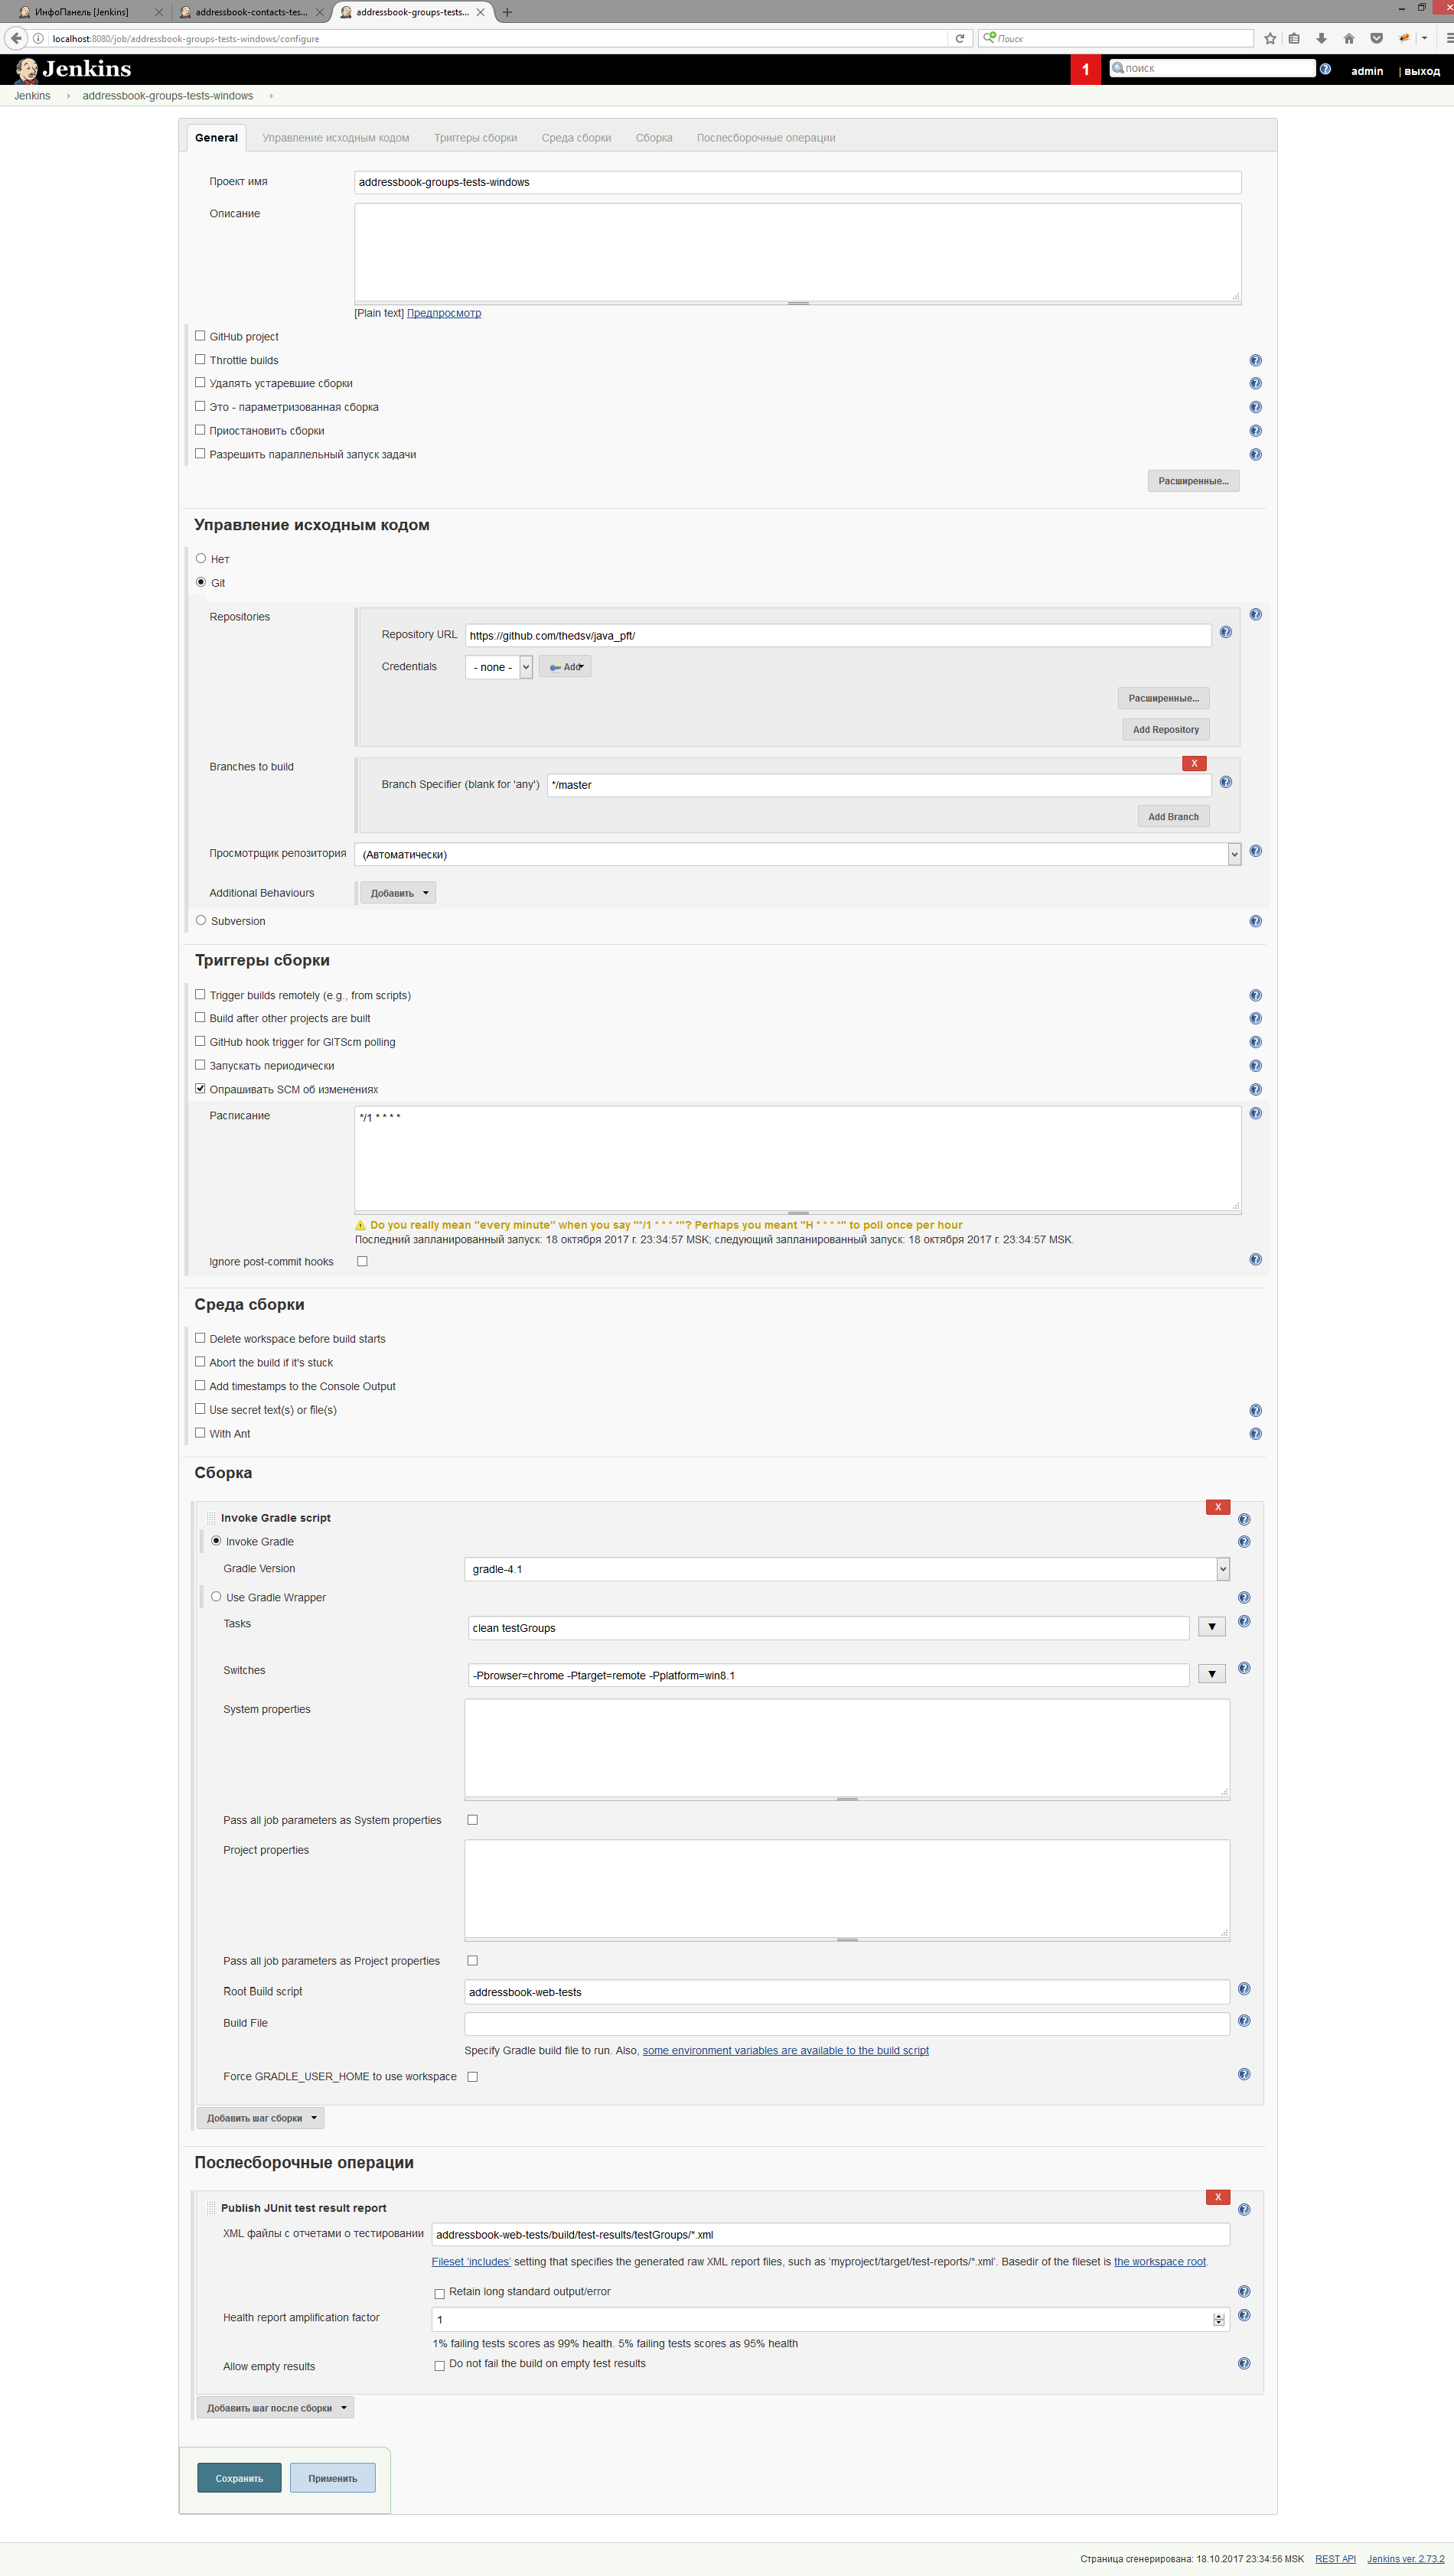 ИнфоПанель [Jenkins]
addressbook-contacts-tes...
addressbook-groups-tests...
localhost:8080/job/addressbook-groups-tests-windows/configure
Поиск
Jenkins
1
поиск
admin
| выход
Jenkins
addressbook-groups-tests-windows
General
Управление исходным кодом
Триггеры сборки
Среда сборки
Сборка
Послесборочные операции
Проект имя
addressbook-groups-tests-windows
Описание
[Plain text] Предпросмотр
GitHub project
Throttle builds
Удалять устаревшие сборки
Это - параметризованная сборка
Приостановить сборки
Разрешить параллельный запуск задачи
Расширенные...
Управление исходным кодом
Нет
Git
Repositories
Repository URL
https://github.com/thedsv/java_pft/
Credentials
- none -
Add
Расширенные...
Add Repository
Branches to build
X
Branch Specifier (blank for 'any')
*/master
Add Branch
Просмотрщик репозитория
(Автоматически)
Additional Behaviours
Добавить
Subversion
Триггеры сборки
Trigger builds remotely (e.g., from scripts)
Build after other projects are built
GitHub hook trigger for GITScm polling
Запускать периодически
Опрашивать SCM об изменениях
Расписание
*/1 * * * *
Do you really mean "every minute" when you say "*/1 * * * *"? Perhaps you meant "H * * * *" to poll once per hour
Последний запланированный запуск: 18 октября 2017 г. 23:34:57 MSK; следующий запланированный запуск: 18 октября 2017 г. 23:34:57 MSK.
Ignore post-commit hooks
Среда сборки
Delete workspace before build starts
Abort the build if it's stuck
Add timestamps to the Console Output
Use secret text(s) or file(s)
With Ant
Сборка
X
Invoke Gradle script
Invoke Gradle
Gradle Version
gradle-4.1
Use Gradle Wrapper
Tasks
clean testGroups
Switches
-Pbrowser=chrome -Ptarget=remote -Pplatform=win8.1
System properties
Pass all job parameters as System properties
Project properties
Pass all job parameters as Project properties
Root Build script
addressbook-web-tests
Build File
Specify Gradle build file to run. Also, some environment variables are available to the build script
Force GRADLE_USER_HOME to use workspace
Добавить шаг сборки
Послесборочные операции
X
Publish JUnit test result report
XML файлы с отчетами о тестировании
addressbook-web-tests/build/test-results/testGroups/*.xml
Fileset 'includes' setting that specifies the generated raw XML report files, such as 'myproject/target/test-reports/*.xml'. Basedir of the fileset is the workspace root.
Retain long standard output/error
Health report amplification factor
1
1% failing tests scores as 99% health. 5% failing tests scores as 95% health
Allow empty results
Do not fail the build on empty test results
Добавить шаг после сборки
Сохранить
Применить
Страница сгенерирована: 18.10.2017 23:34:56 MSK
REST API
Jenkins ver. 2.73.2